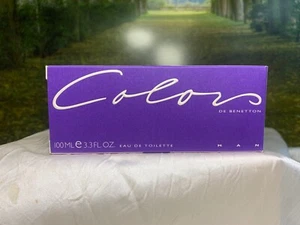 Colors
DE BENETTON
100 ML e 3.3 FL.OZ. EAU DE TOILETTE MAN